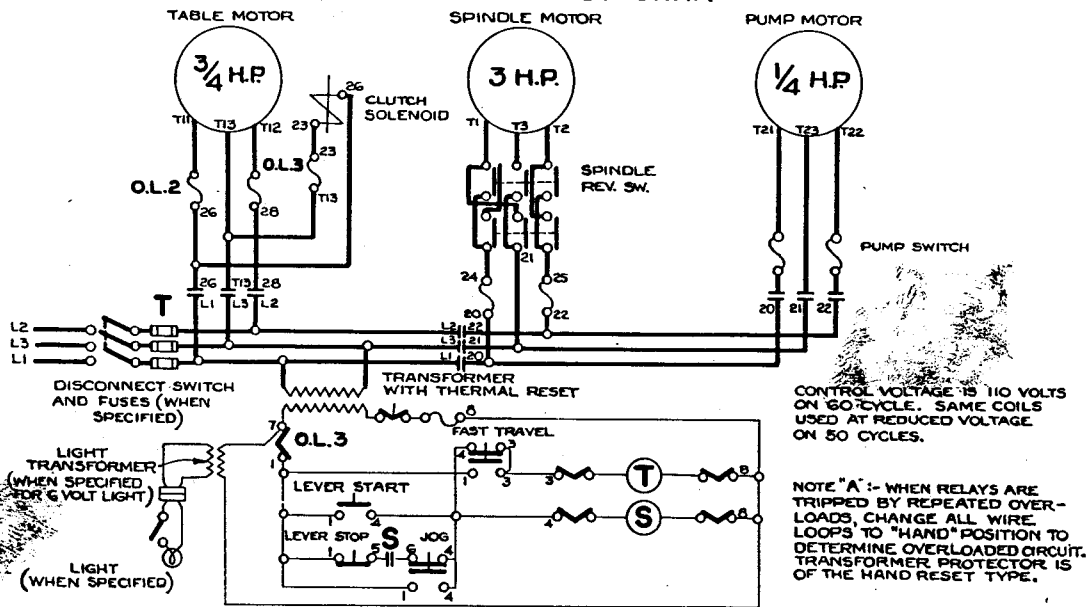 TABLE MOTOR
SPINDLE MOTOR
PUMP MOTOR
3/4 H.P.
3 H.P.
1/4 H.P.
26
CLUTCH
SOLENOID
T11
T13
T12
23
T1
T3
T2
T21
T23
T22
23
O.L.2
O.L.3
T13
SPINDLE
REV. SW.
26
28
21
PUMP SWITCH
24
25
26
T13
28
L1
L3
L2
20
22
20
21
22
T
L2
L3
L1
L2
22
L3
21
L1
20
DISCONNECT SWITCH
AND FUSES (WHEN
SPECIFIED)
TRANSFORMER
WITH THERMAL RESET
CONTROL VOLTAGE IS 110 VOLTS
ON 60-CYCLE. SAME COILS
USED AT REDUCED VOLTAGE
ON 50 CYCLES.
7
O.L.3
8
FAST TRAVEL
LIGHT
TRANSFORMER
(WHEN SPECIFIED
FOR 6 VOLT LIGHT)
1
4
3
1
3
3
T
8
LEVER START
1
4
4
S
8
LEVER STOP
S
JOG
1
5
6
4
1
4
LIGHT
(WHEN SPECIFIED)
NOTE "A":- WHEN RELAYS ARE
TRIPPED BY REPEATED OVER-
LOADS, CHANGE ALL WIRE
LOOPS TO "HAND" POSITION TO
DETERMINE OVERLOADED CIRCUIT.
TRANSFORMER PROTECTOR IS
OF THE HAND RESET TYPE.